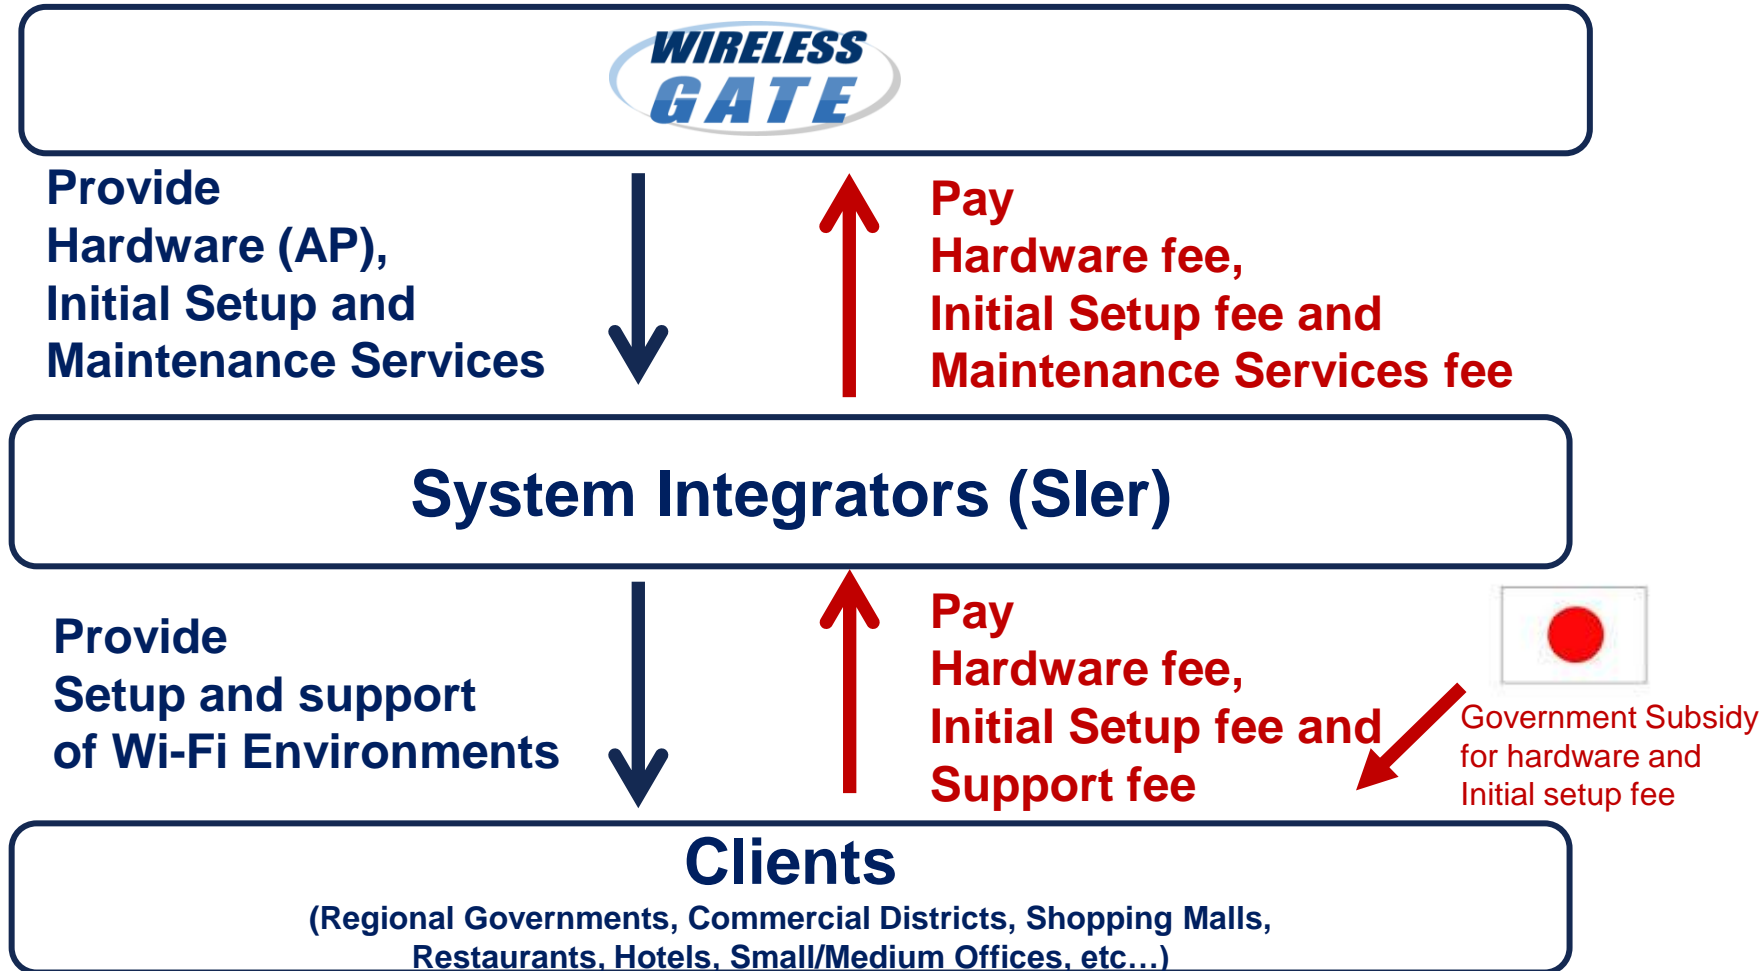 WIRELESS
GATE
Provide
Hardware (AP),
Initial Setup and
Maintenance Services
Pay
Hardware fee,
Initial Setup fee and
Maintenance Services fee
System Integrators (SIer)
Provide
Setup and support
of Wi-Fi Environments
Pay
Hardware fee,
Initial Setup fee and
Support fee
Government Subsidy
for hardware and
Initial setup fee
Clients
(Regional Governments, Commercial Districts, Shopping Malls,
Restaurants, Hotels, Small/Medium Offices, etc…)